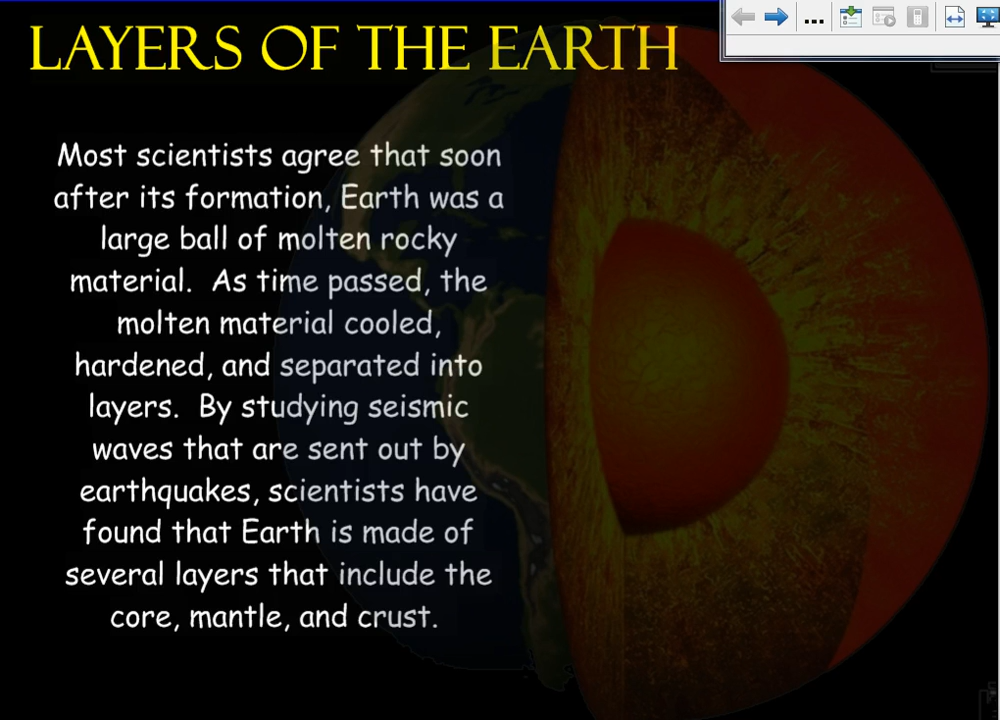 LAYERS OF THE EARTH
Most scientists agree that soon
after its formation, Earth was a
large ball of molten rocky
material.  As time passed, the
molten material cooled,
hardened, and separated into
layers.  By studying seismic
waves that are sent out by
earthquakes, scientists have
found that Earth is made of
several layers that include the
core, mantle, and crust.